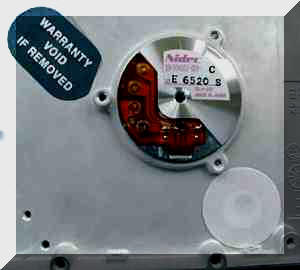 WARRANTY
VOID
IF REMOVED
Nidec
C
E 6520 S